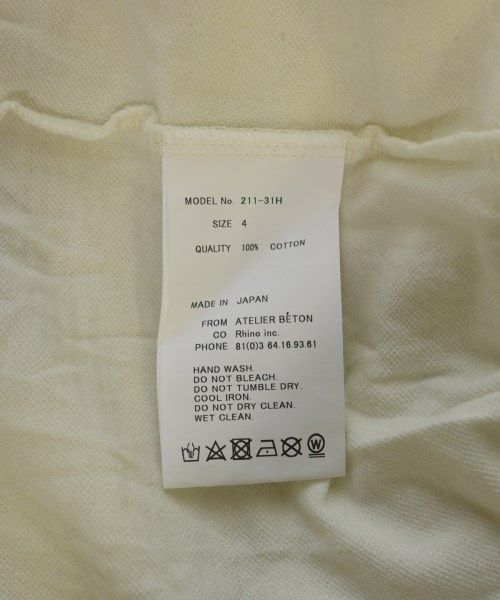 MODEL No. 211-31H
SIZE 4
QUALITY 100% COTTON
MADE IN JAPAN
FROM ATELIER BÉTON
CO Rhino inc.
PHONE 81(0)3 64.16.93.61
HAND WASH.
DO NOT BLEACH.
DO NOT TUMBLE DRY.
COOL IRON.
DO NOT DRY CLEAN.
WET CLEAN.
W